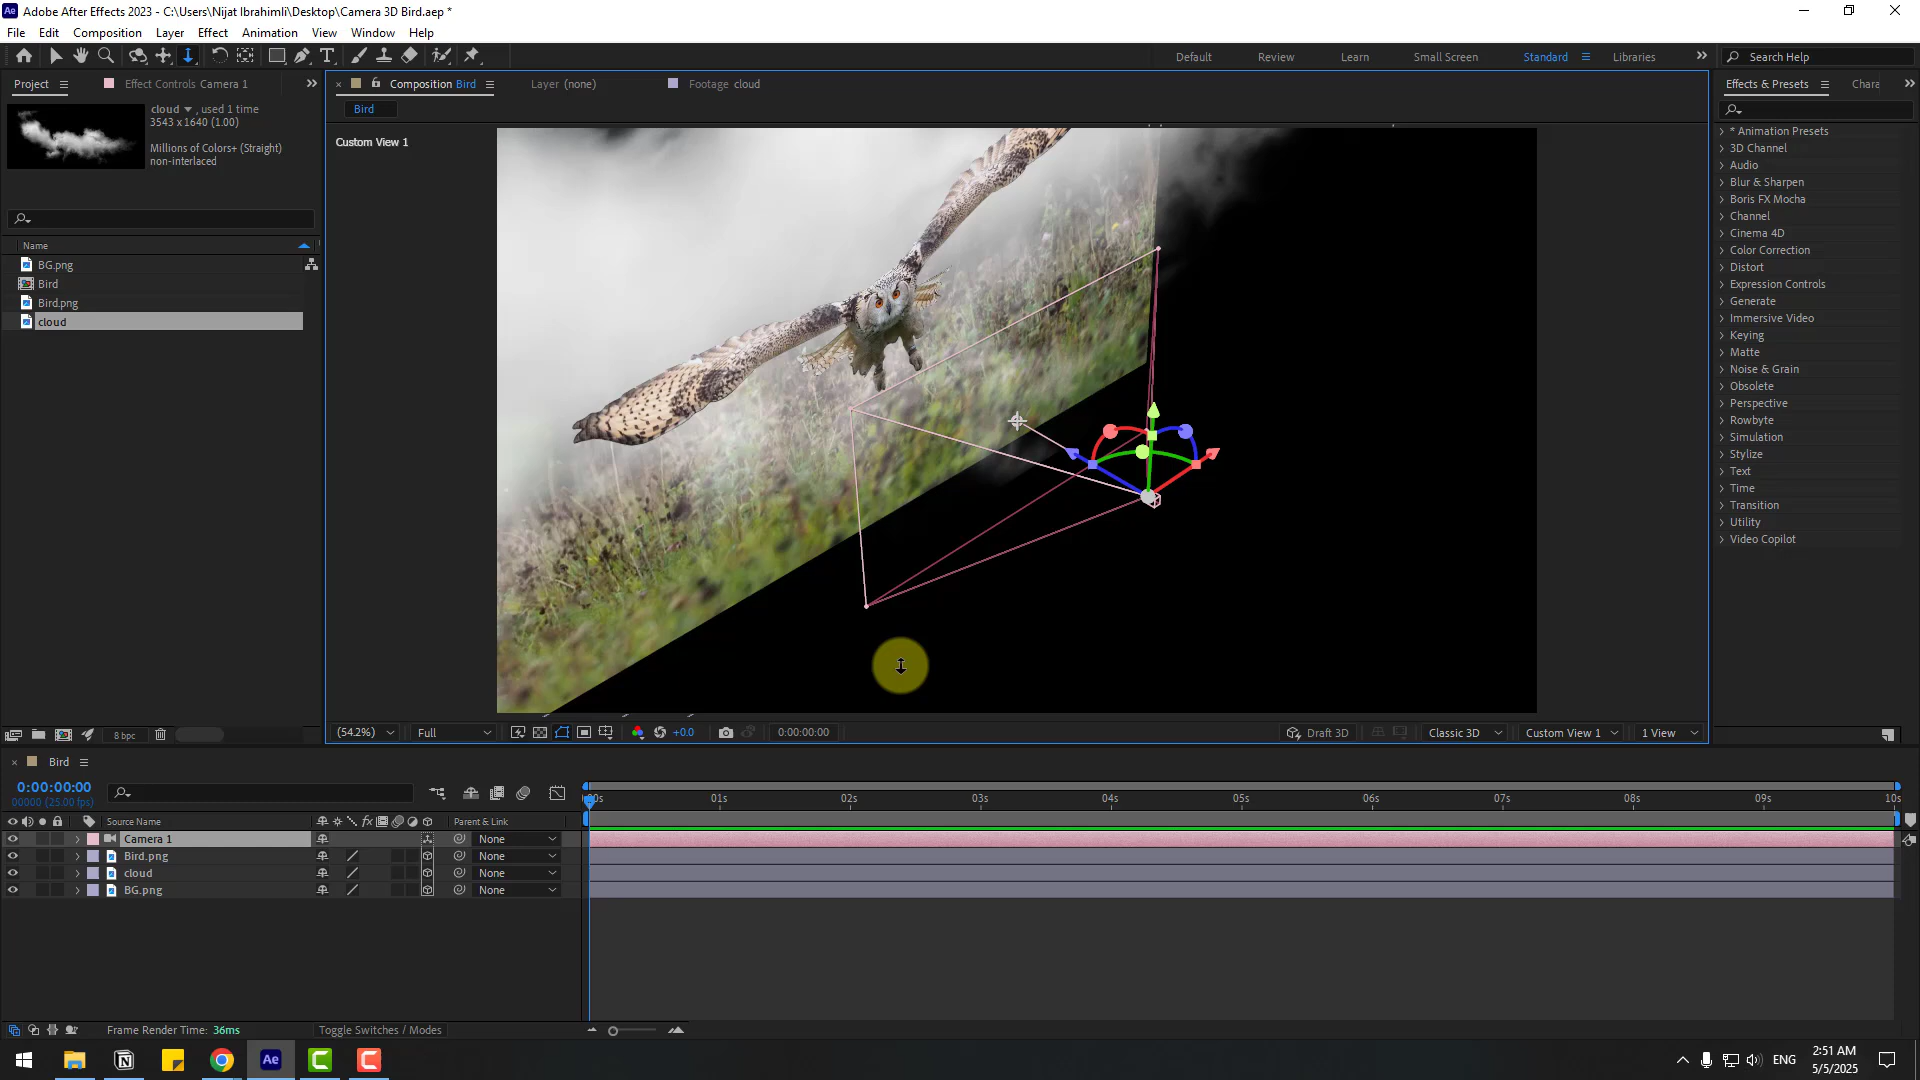 Adobe After Effects 2023 - C:\Users\Nijat Ibrahimli\Desktop\Camera 3D Bird.aep *
File Edit Composition Layer Effect Animation View Window Help
Default Review Learn Small Screen Standard Libraries Search Help
Project Effect Controls Camera 1
Composition Bird Layer (none) Footage cloud
Effects & Presets Chara
cloud , used 1 time
3543 x 1640 (1.00)
Millions of Colors+ (Straight)
non-interlaced
Name
BG.png
Bird
Bird.png
cloud
8 bpc
Bird
Custom View 1
(54.2%) Full +0.0 0:00:00:00 Draft 3D Classic 3D Custom View 1 1 View
* Animation Presets
3D Channel
Audio
Blur & Sharpen
Boris FX Mocha
Channel
Cinema 4D
Color Correction
Distort
Expression Controls
Generate
Immersive Video
Keying
Matte
Noise & Grain
Obsolete
Perspective
Rowbyte
Simulation
Stylize
Text
Time
Transition
Utility
Video Copilot
Bird
0:00:00:00
00000 (25.00 fps)
Source Name Parent & Link
Camera 1 None
Bird.png None
cloud None
BG.png None
00s 01s 02s 03s 04s 05s 06s 07s 08s 09s 10s
Frame Render Time: 36ms Toggle Switches / Modes
ENG
2:51 AM
5/5/2025